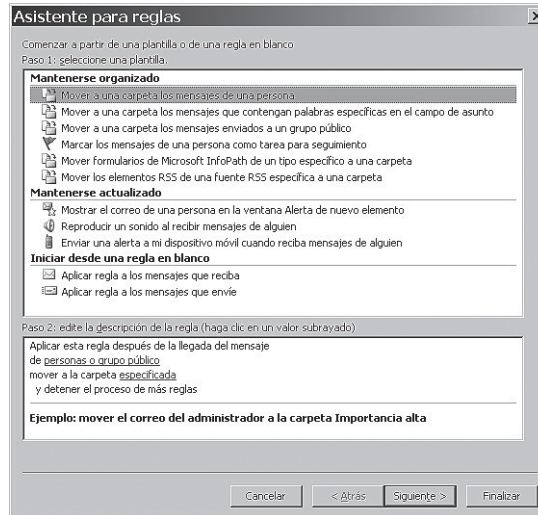 Asistente para reglas
Comenzar a partir de una plantilla o de una regla en blanco
Paso 1: seleccione una plantilla.
Mantenerse organizado
Mover a una carpeta los mensajes de una persona
Mover a una carpeta los mensajes que contengan palabras específicas en el campo de asunto
Mover a una carpeta los mensajes enviados a un grupo público
Marcar los mensajes de una persona como tarea para seguimiento
Mover formularios de Microsoft InfoPath de un tipo específico a una carpeta
Mover los elementos RSS de una fuente RSS específica a una carpeta
Mantenerse actualizado
Mostrar el correo de una persona en la ventana Alerta de nuevo elemento
Reproducir un sonido al recibir mensajes de alguien
Enviar una alerta a mi dispositivo móvil cuando reciba mensajes de alguien
Iniciar desde una regla en blanco
Aplicar regla a los mensajes que reciba
Aplicar regla a los mensajes que envíe
Paso 2: edite la descripción de la regla (haga clic en un valor subrayado)
Aplicar esta regla después de la llegada del mensaje
de personas o grupo público
mover a la carpeta especificada
y detener el proceso de más reglas
Ejemplo: mover el correo del administrador a la carpeta Importancia alta
Cancelar < Atrás Siguiente > Finalizar